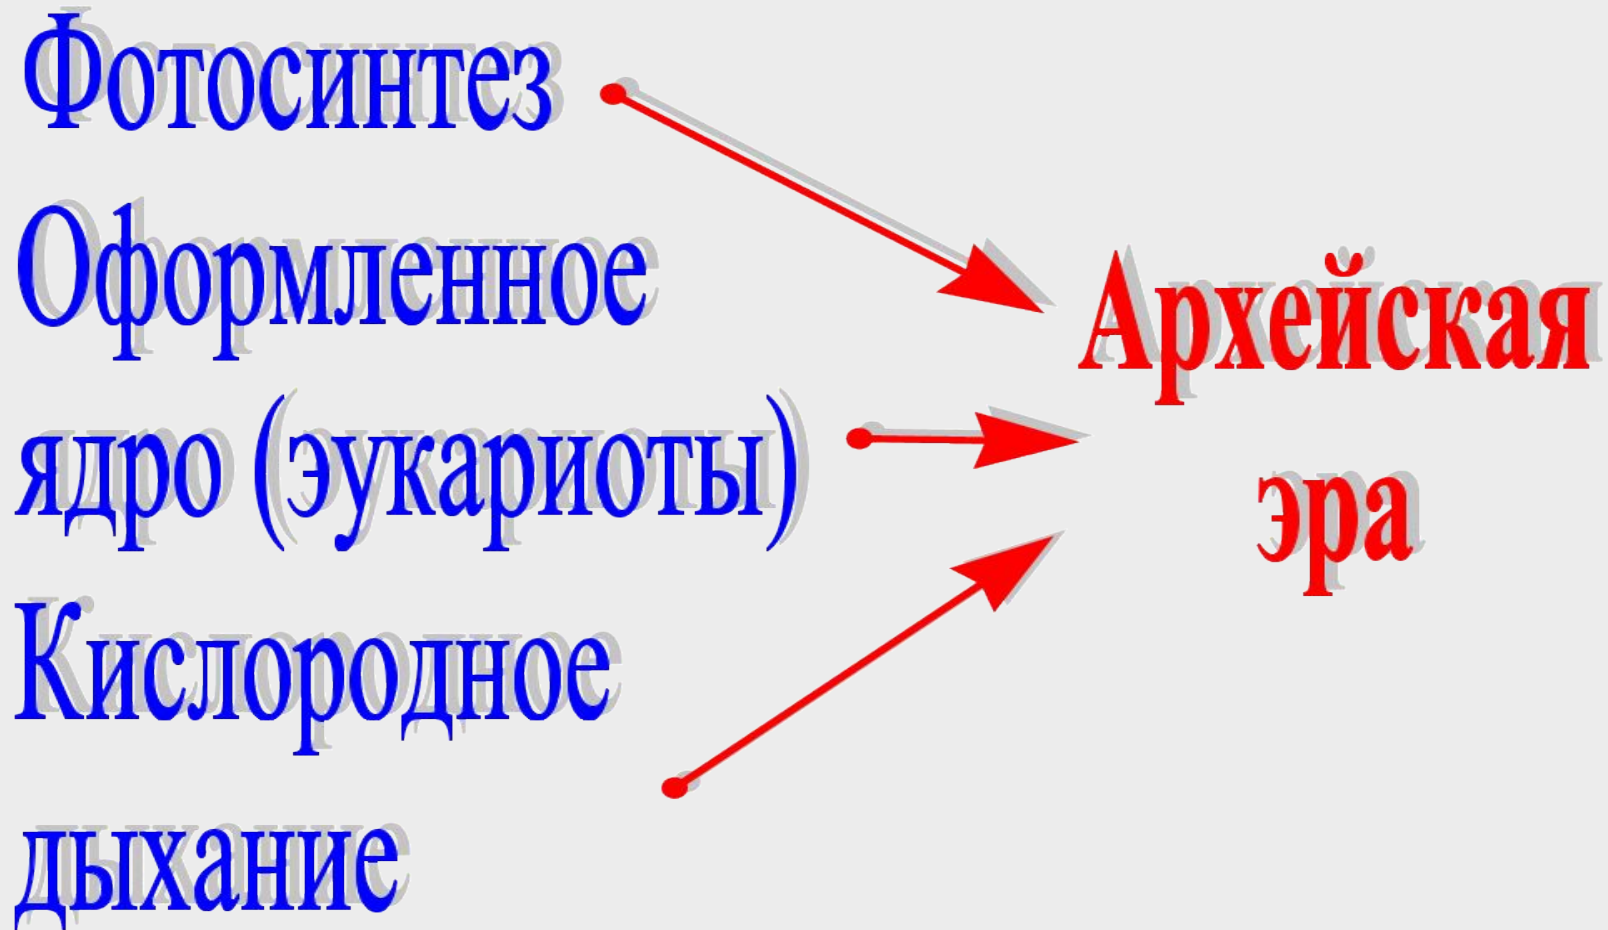 Фотосинтез
Оформленное
ядро (эукариоты)
Кислородное
дыхание
Архейская
эра